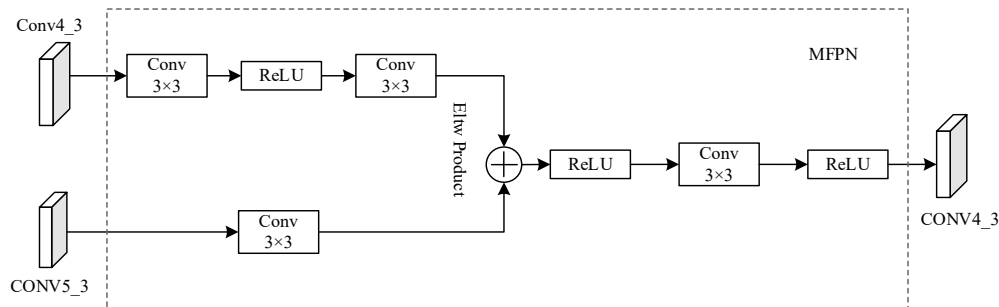 Conv4_3
MFPN
Conv
3×3
ReLU
Conv
3×3
Eltw Product
ReLU
Conv
3×3
ReLU
CONV4_3
Conv
3×3
CONV5_3